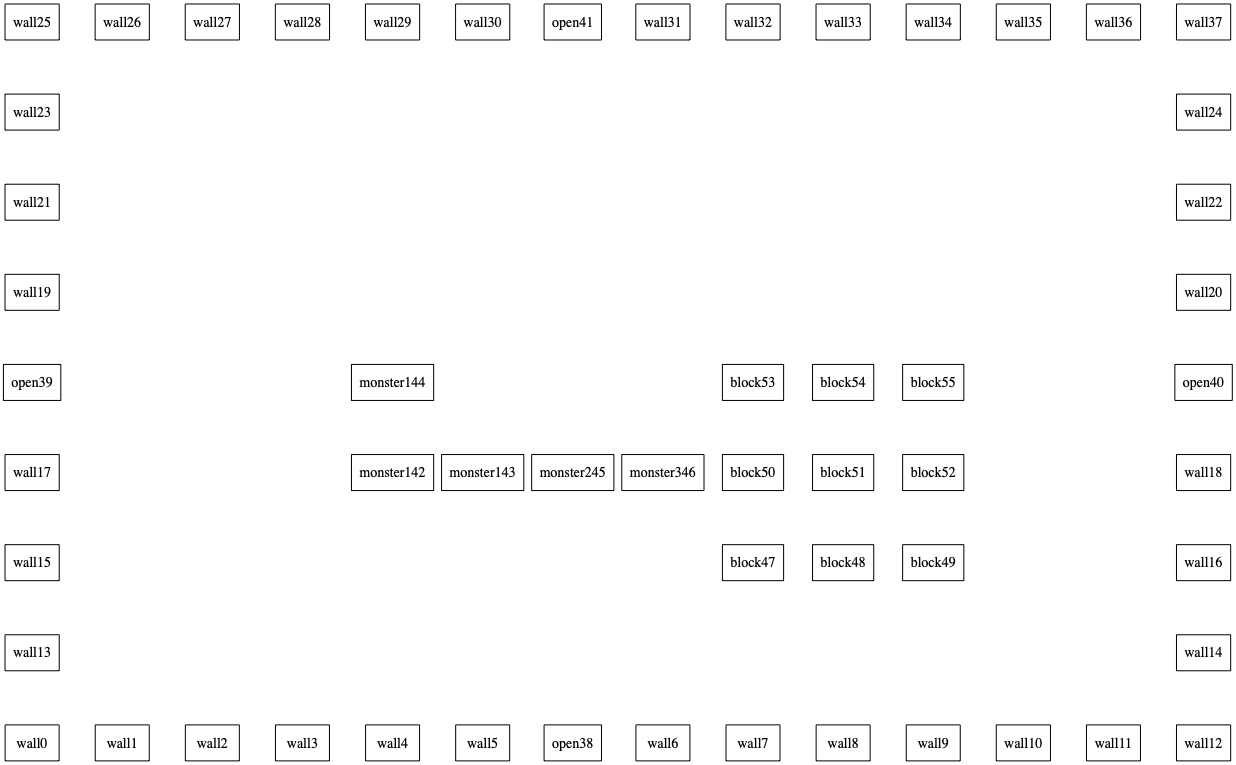 wall25 wall26 wall27 wall28 wall29 wall30 open41 wall31 wall32 wall33 wall34 wall35 wall36 wall37
wall23 wall24
wall21 wall22
wall19 wall20
open39 monster144 block53 block54 block55 open40
wall17 monster142 monster143 monster245 monster346 block50 block51 block52 wall18
wall15 block47 block48 block49 wall16
wall13 wall14
wall0 wall1 wall2 wall3 wall4 wall5 open38 wall6 wall7 wall8 wall9 wall10 wall11 wall12